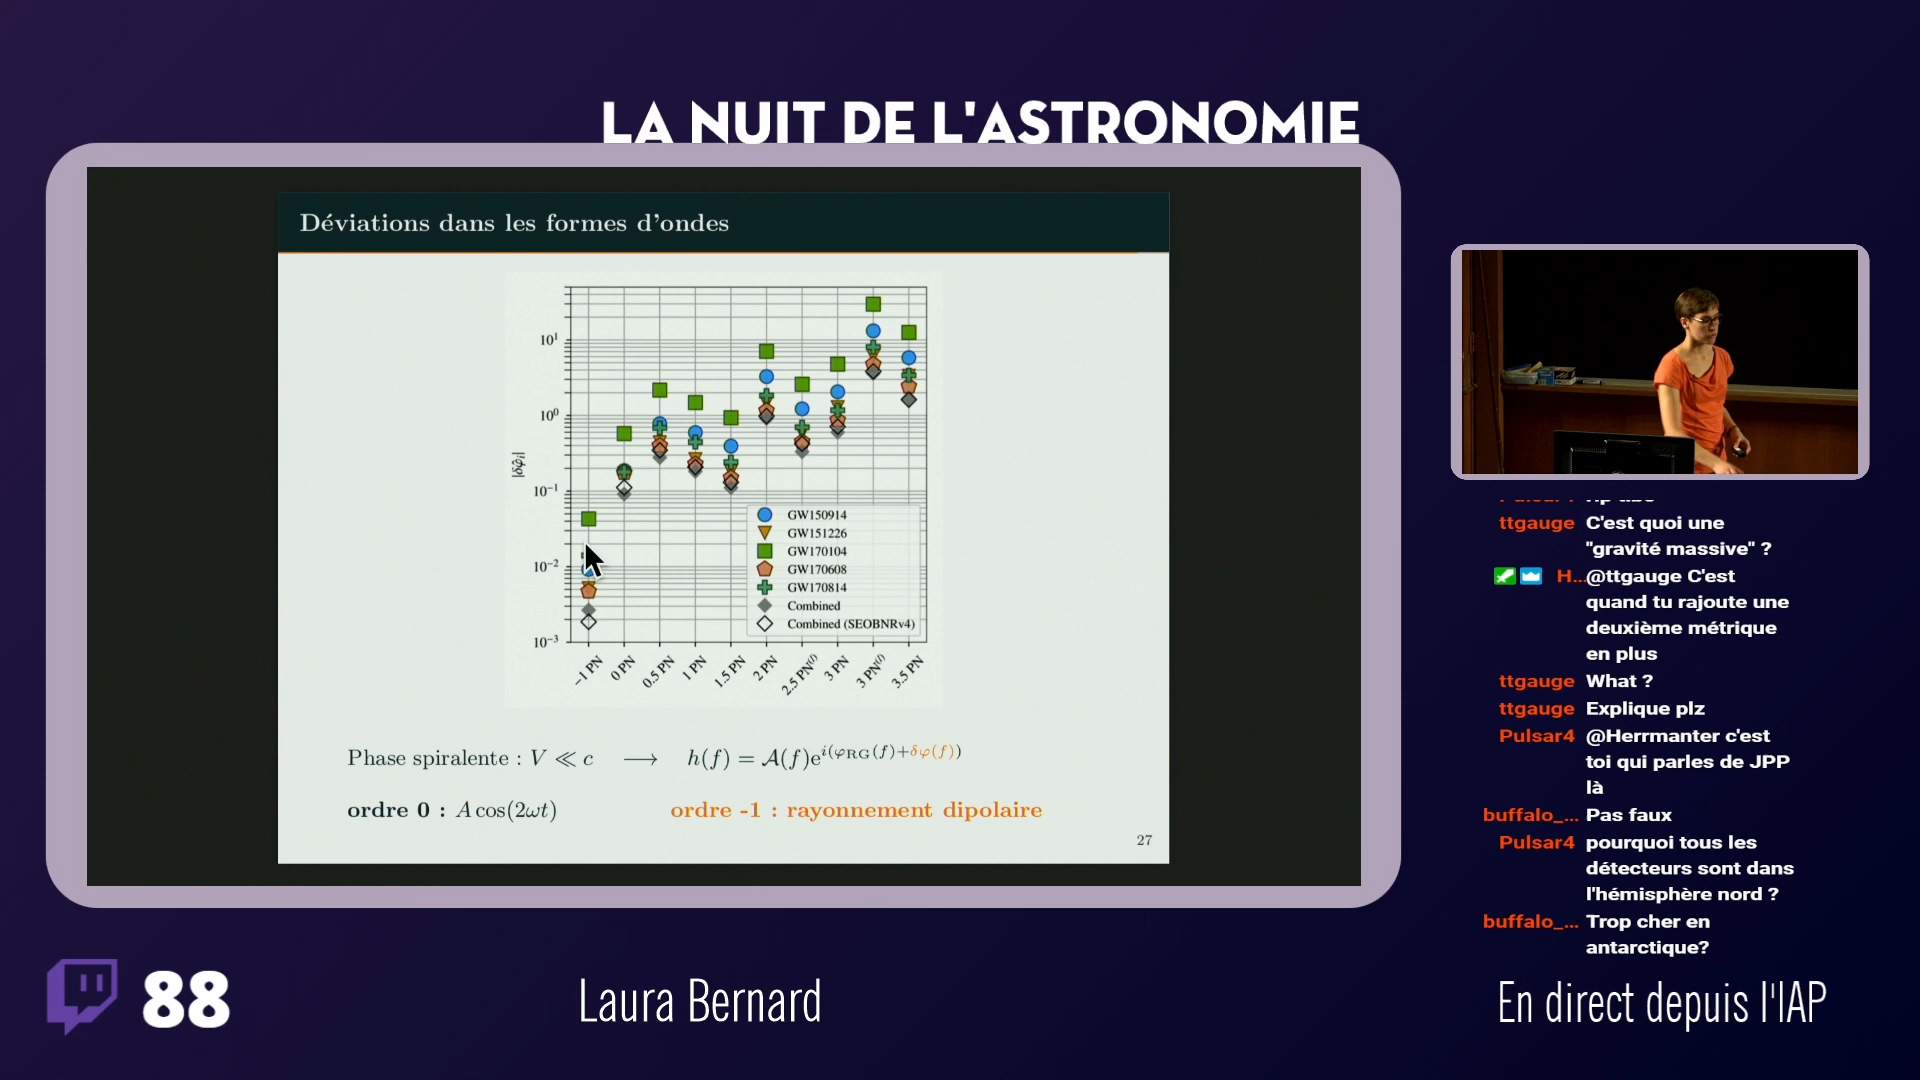 LA NUIT DE L'ASTRONOMIE
Déviations dans les formes d'ondes
10¹
10⁰
10⁻¹
10⁻²
10⁻³
|δφ̂ᵢ|
GW150914
GW151226
GW170104
GW170608
GW170814
Combined
Combined (SEOBNRv4)
−1 PN
0 PN
0.5 PN
1 PN
1.5 PN
2 PN
2.5 PN⁽ˡ⁾
3 PN
3 PN⁽ˡ⁾
3.5 PN
Phase spiralente : V ≪ c ⟶ h(f) = 𝒜(f)e^{i(φ_RG(f)+δφ(f))}
ordre 0 : A cos(2ωt) ordre -1 : rayonnement dipolaire
27
ttgauge C'est quoi une
"gravité massive" ?
H... @ttgauge C'est
quand tu rajoute une
deuxième métrique
en plus
ttgauge What ?
ttgauge Explique plz
Pulsar4 @Herrmanter c'est
toi qui parles de JPP
là
buffalo_... Pas faux
Pulsar4 pourquoi tous les
détecteurs sont dans
l'hémisphère nord ?
buffalo_... Trop cher en
antarctique?
88
Laura Bernard
En direct depuis l'IAP